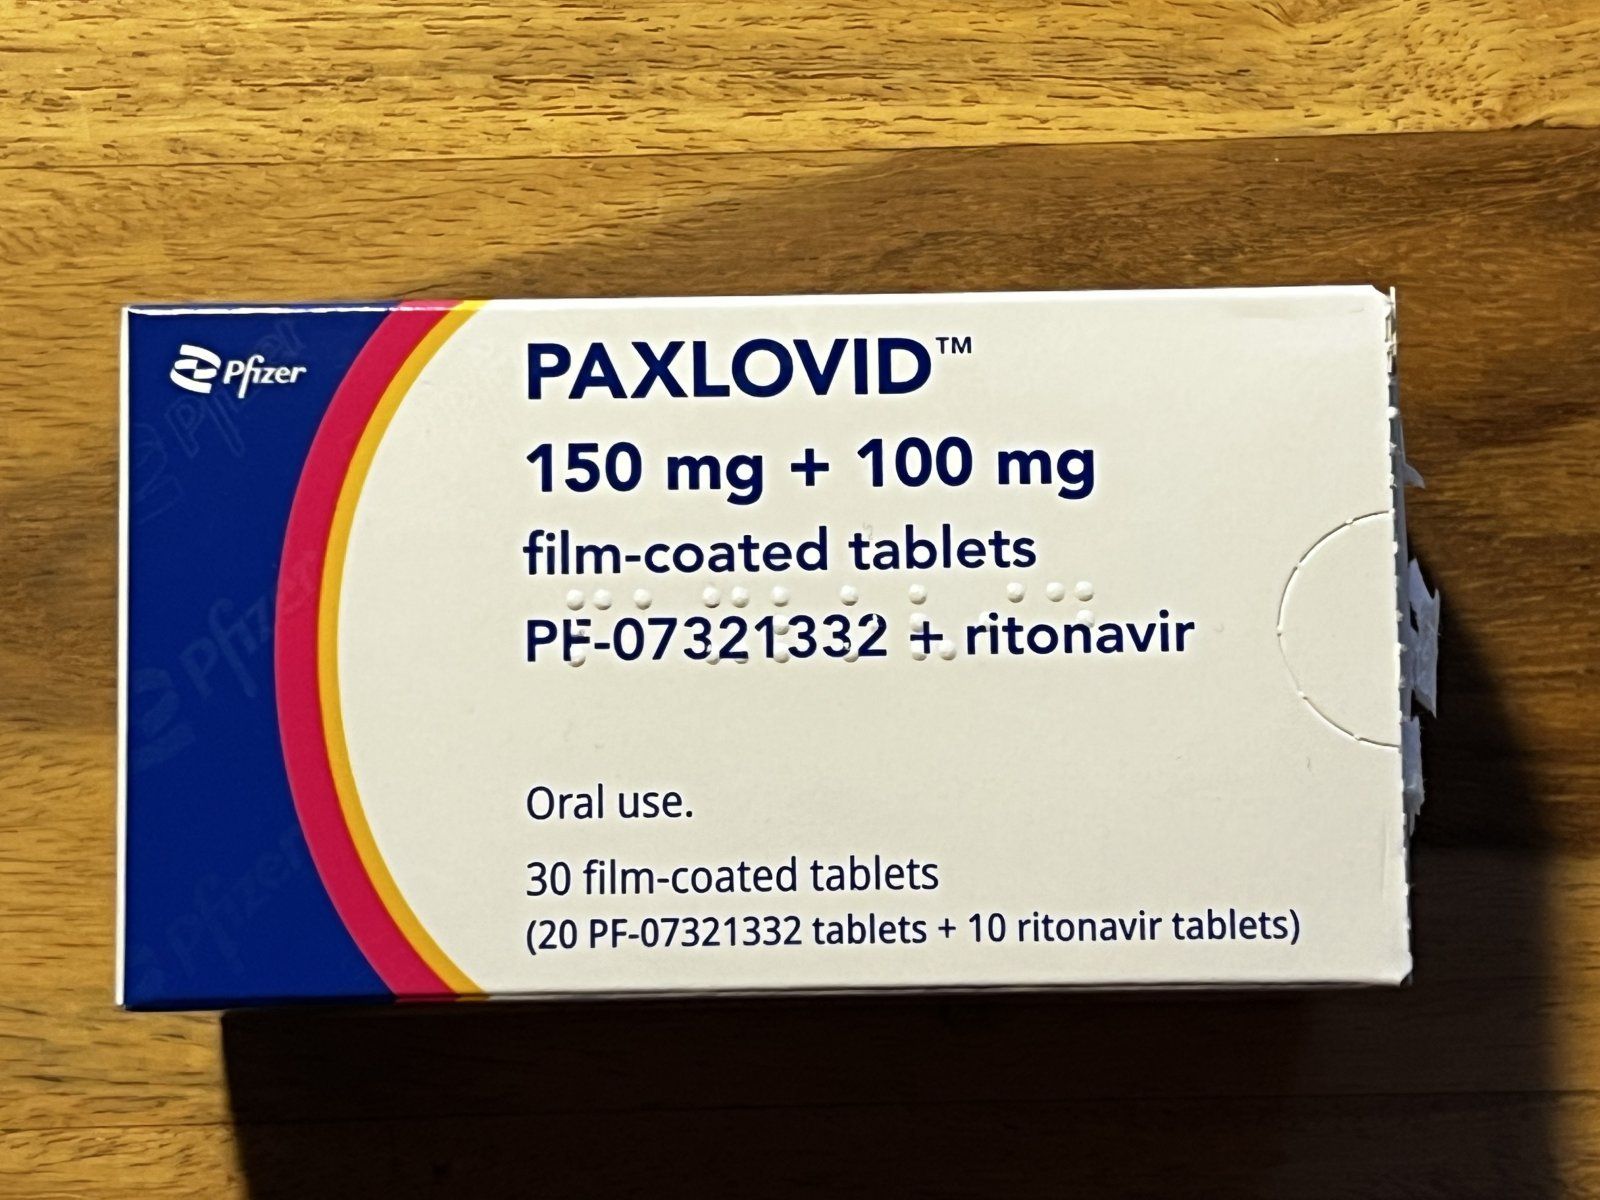 Pfizer
PAXLOVID™
150 mg + 100 mg
film-coated tablets
PF-07321332 + ritonavir
Oral use.
30 film-coated tablets
(20 PF-07321332 tablets + 10 ritonavir tablets)